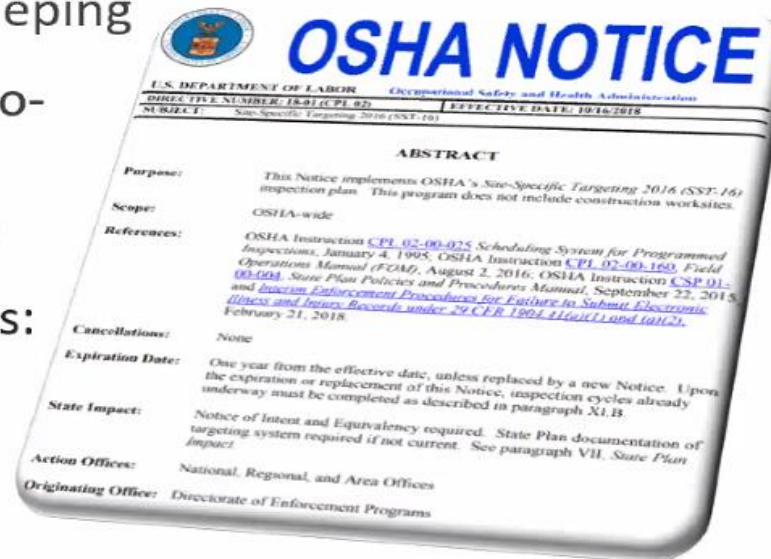 eping
o-
s:
OSHA NOTICE
U.S. DEPARTMENT OF LABOR Occupational Safety and Health Administration
DIRECTIVE NUMBER: 18-01 (CPL 02) EFFECTIVE DATE: 10/16/2018
SUBJECT: Site-Specific Targeting 2016 (SST-16)
ABSTRACT
Purpose: This Notice implements OSHA's Site-Specific Targeting 2016 (SST-16)
inspection plan. This program does not include construction worksites.
Scope: OSHA-wide
References: OSHA Instruction CPL 02-00-025 Scheduling System for Programmed
Inspections, January 4, 1995; OSHA Instruction CPL 02-00-160, Field
Operations Manual (FOM), August 2, 2016; OSHA Instruction CSP 01-
00-004, State Plan Policies and Procedures Manual, September 22, 2015,
and Interim Enforcement Procedures for Failure to Submit Electronic
Illness and Injury Records under 29 CFR 1904.41(a)(1) and (a)(2),
February 21, 2018.
Cancellations: None
Expiration Date: One year from the effective date, unless replaced by a new Notice. Upon
the expiration or replacement of this Notice, inspection cycles already
underway must be completed as described in paragraph XI.B.
State Impact: Notice of Intent and Equivalency required. State Plan documentation of
targeting system required if not current. See paragraph VII, State Plan
Impact.
Action Offices: National, Regional, and Area Offices
Originating Office: Directorate of Enforcement Programs